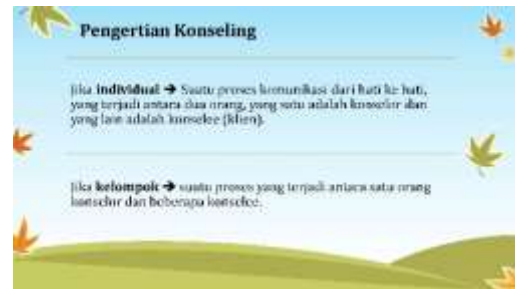 Pengertian Konseling
Jika individual → Suatu proses komunikasi dari hati ke hati,
yang terjadi antara dua orang, yang satu adalah konselor dan
yang lain adalah konselee (klien).
Jika kelompok → suatu proses yang terjadi antara satu orang
konselor dan beberapa konselee.